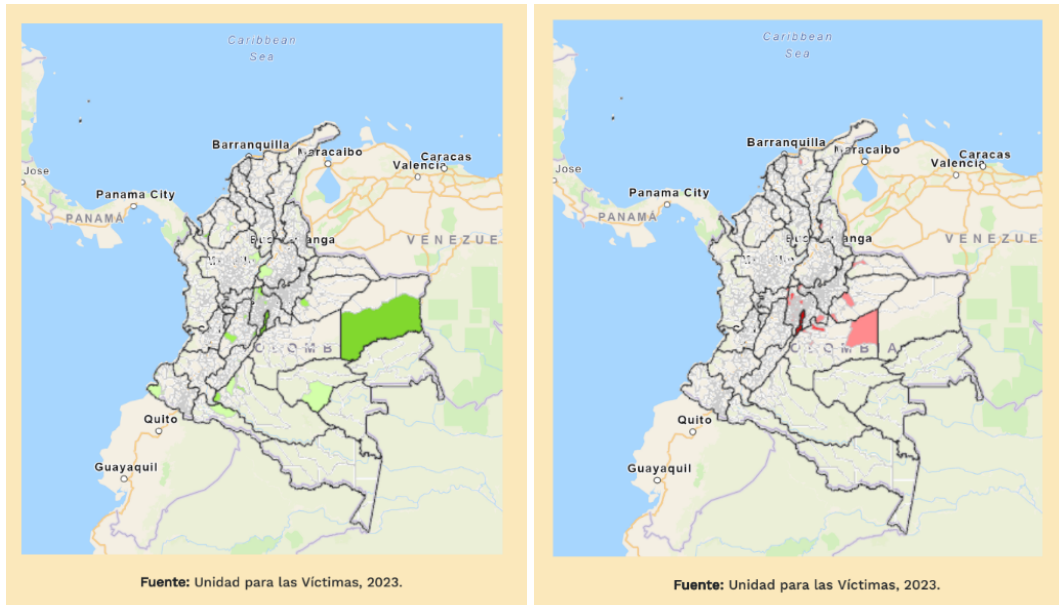 Caribbean
Sea
Barranquilla
Maracaibo
Caracas
Valencia
Jose
Panama City
PANAMÁ
VENEZUE
Quito
Guayaquil
Fuente: Unidad para las Víctimas, 2023.
Caribbean
Sea
Barranquilla
Maracaibo
Caracas
Valencia
Jose
Panama City
PANAMÁ
VENEZUE
Quito
Guayaquil
Fuente: Unidad para las Víctimas, 2023.